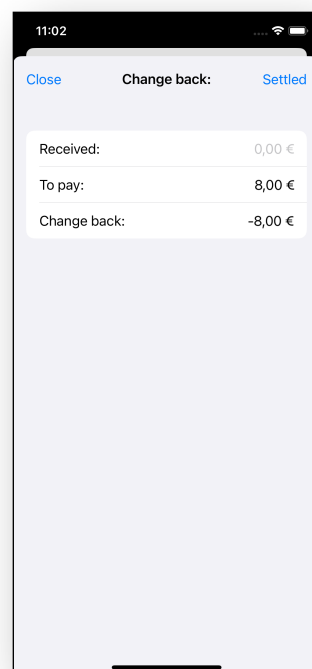 11:02
Close Change back: Settled
Received: 0,00 €
To pay: 8,00 €
Change back: -8,00 €